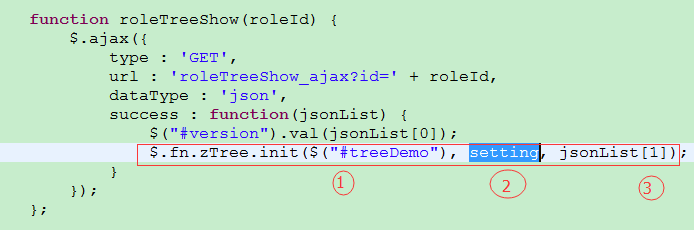 function roleTreeShow(roleId) {
    $.ajax({
        type : 'GET',
        url : 'roleTreeShow_ajax?id=' + roleId,
        dataType : 'json',
        success : function(jsonList) {
            $("#version").val(jsonList[0]);
            $.fn.zTree.init($("#treeDemo"), setting, jsonList[1]);
1 2 3
        }
    });
};